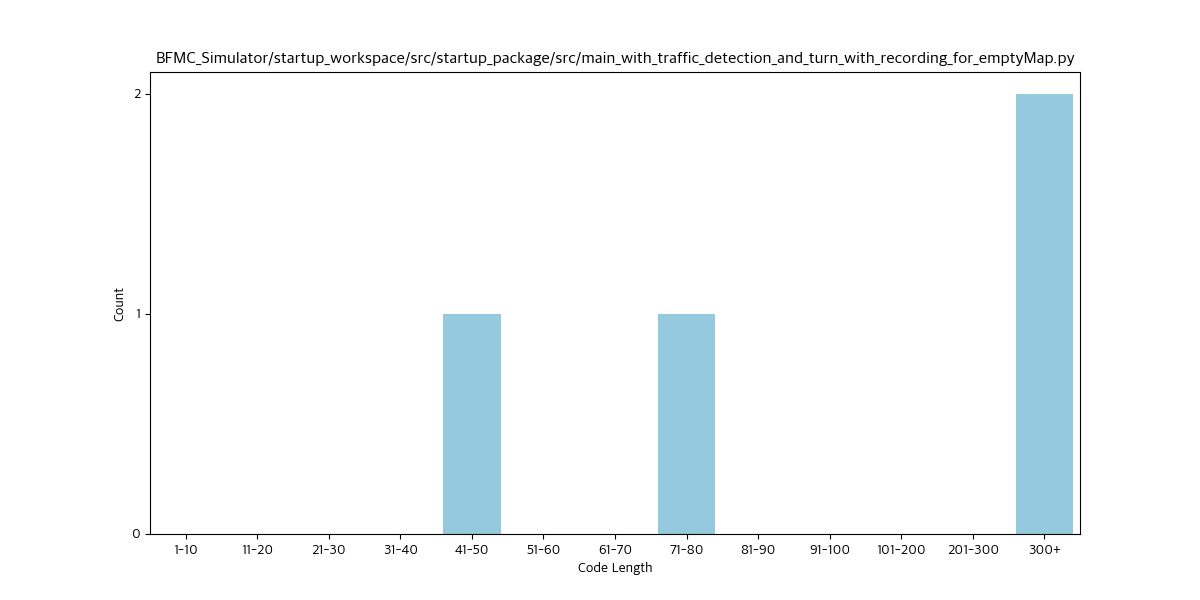 BFMC_Simulator/startup_workspace/src/startup_package/src/main_with_traffic_detection_and_turn_with_recording_for_emptyMap.py
2
1
0
Count
1-10 11-20 21-30 31-40 41-50 51-60 61-70 71-80 81-90 91-100 101-200 201-300 300+
Code Length